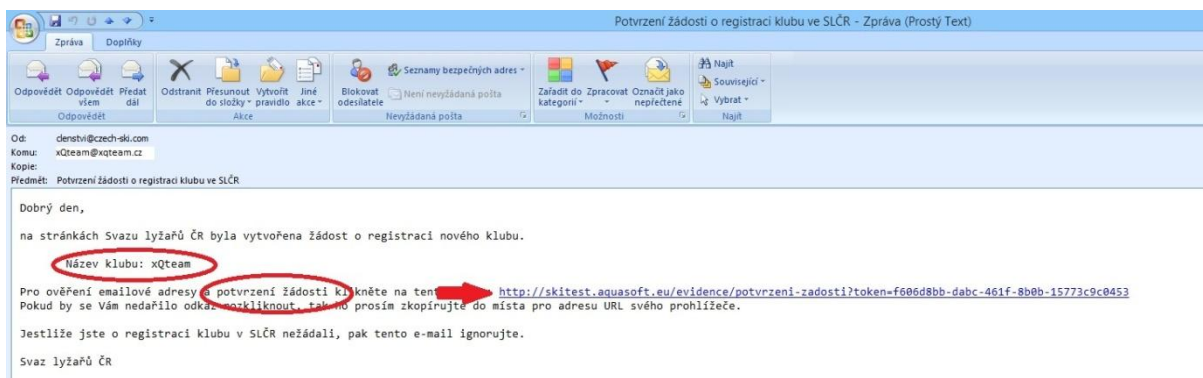 Potvrzení žádosti o registraci klubu ve SLČR - Zpráva (Prostý Text)
Zpráva Doplňky
Odpovědět Odpovědět všem Předat dál
Odpovědět
Odstranit Přesunout do složky Vytvořit pravidlo Jiné akce
Akce
Blokovat odesílatele Seznamy bezpečných adres Není nevyžádaná pošta
Nevyžádaná pošta
Zařadit do kategorií Zpracovat Označit jako nepřečtené
Možnosti
Najít Související Vybrat
Najít
Od: clenstvi@czech-ski.com
Komu: xQteam@xqteam.cz
Kopie:
Předmět: Potvrzení žádosti o registraci klubu ve SLČR
Dobrý den,
na stránkách Svazu lyžařů ČR byla vytvořena žádost o registraci nového klubu.
Název klubu: xQteam
Pro ověření emailové adresy a potvrzení žádosti klikněte na http://skitest.aquasoft.eu/evidence/potvrzeni-zadosti?token=f606d8bb-dabc-461f-8b0b-15773c9c0453
Pokud by se Vám nedařilo odkaz rozkliknout, tak ho prosím zkopírujte do místa pro adresu URL svého prohlížeče.
Jestliže jste o registraci klubu v SLČR nežádali, pak tento e-mail ignorujte.
Svaz lyžařů ČR